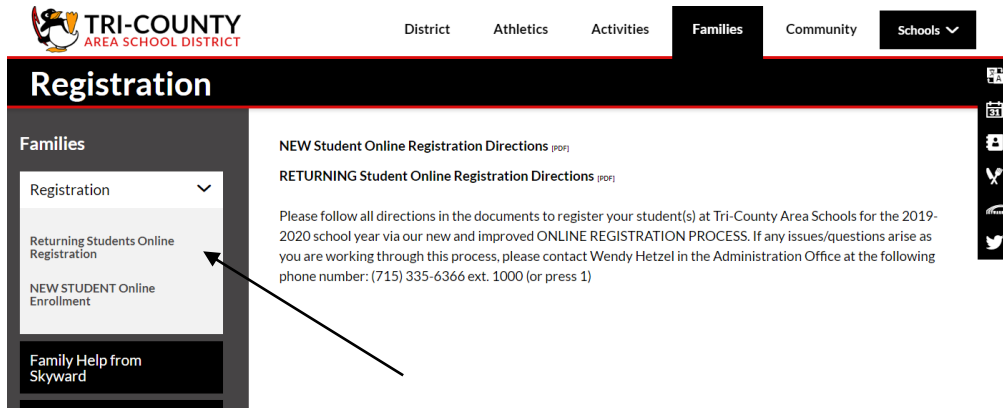 TRI-COUNTY
AREA SCHOOL DISTRICT
District Athletics Activities Families Community Schools
Registration
Families
Registration
Returning Students Online
Registration
NEW STUDENT Online
Enrollment
Family Help from
Skyward
NEW Student Online Registration Directions [PDF]
RETURNING Student Online Registration Directions [PDF]
Please follow all directions in the documents to register your student(s) at Tri-County Area Schools for the 2019-
2020 school year via our new and improved ONLINE REGISTRATION PROCESS. If any issues/questions arise as
you are working through this process, please contact Wendy Hetzel in the Administration Office at the following
phone number: (715) 335-6366 ext. 1000 (or press 1)
31